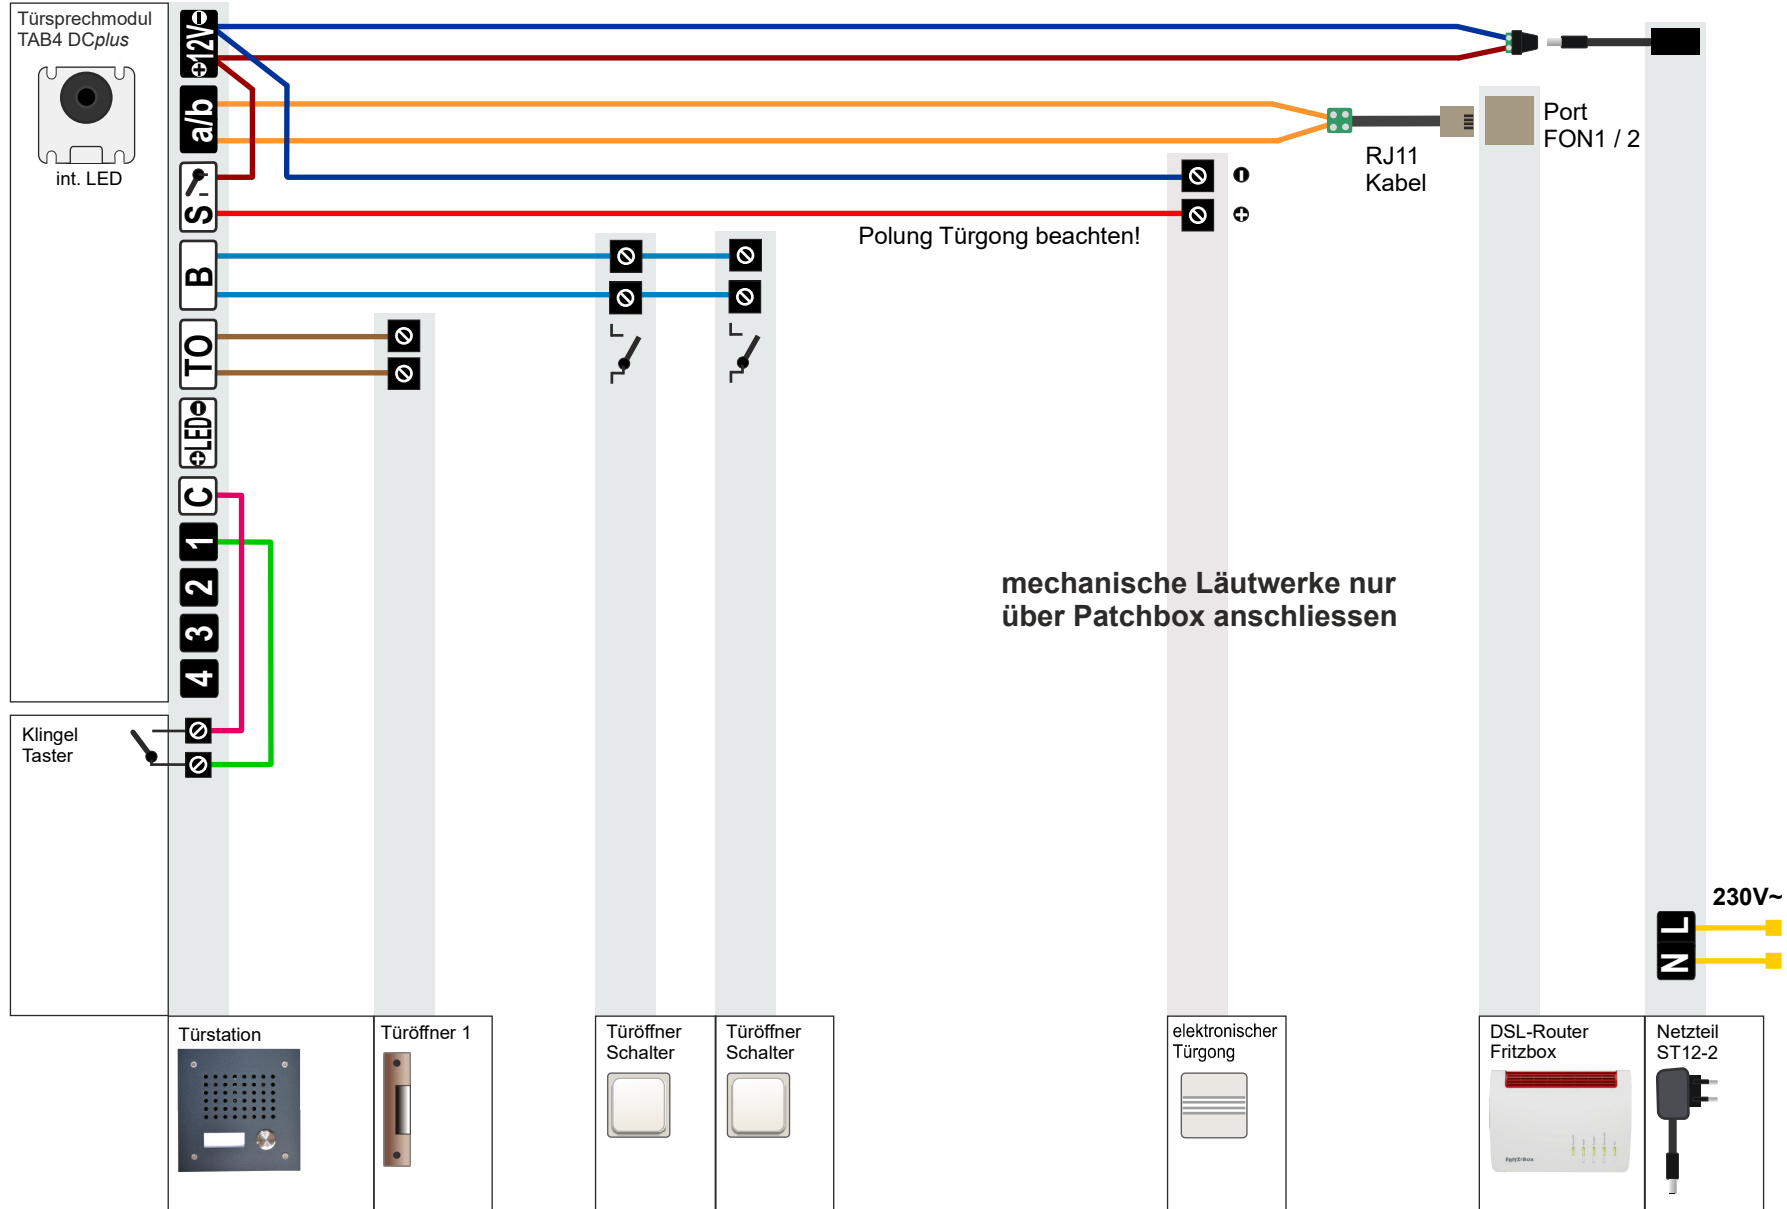 Türsprechmodul
TAB4 DCplus
int. LED
+12V-
a/b
S
B
TO
+LED-
C
1
2
3
4
Port
FON1 / 2
RJ11
Kabel
Polung Türgong beachten!
mechanische Läutwerke nur
über Patchbox anschliessen
Klingel
Taster
230V~
L
N
Türstation
Türöffner 1
Türöffner
Schalter
Türöffner
Schalter
elektronischer
Türgong
DSL-Router
Fritzbox
FRITZ!Box
Netzteil
ST12-2